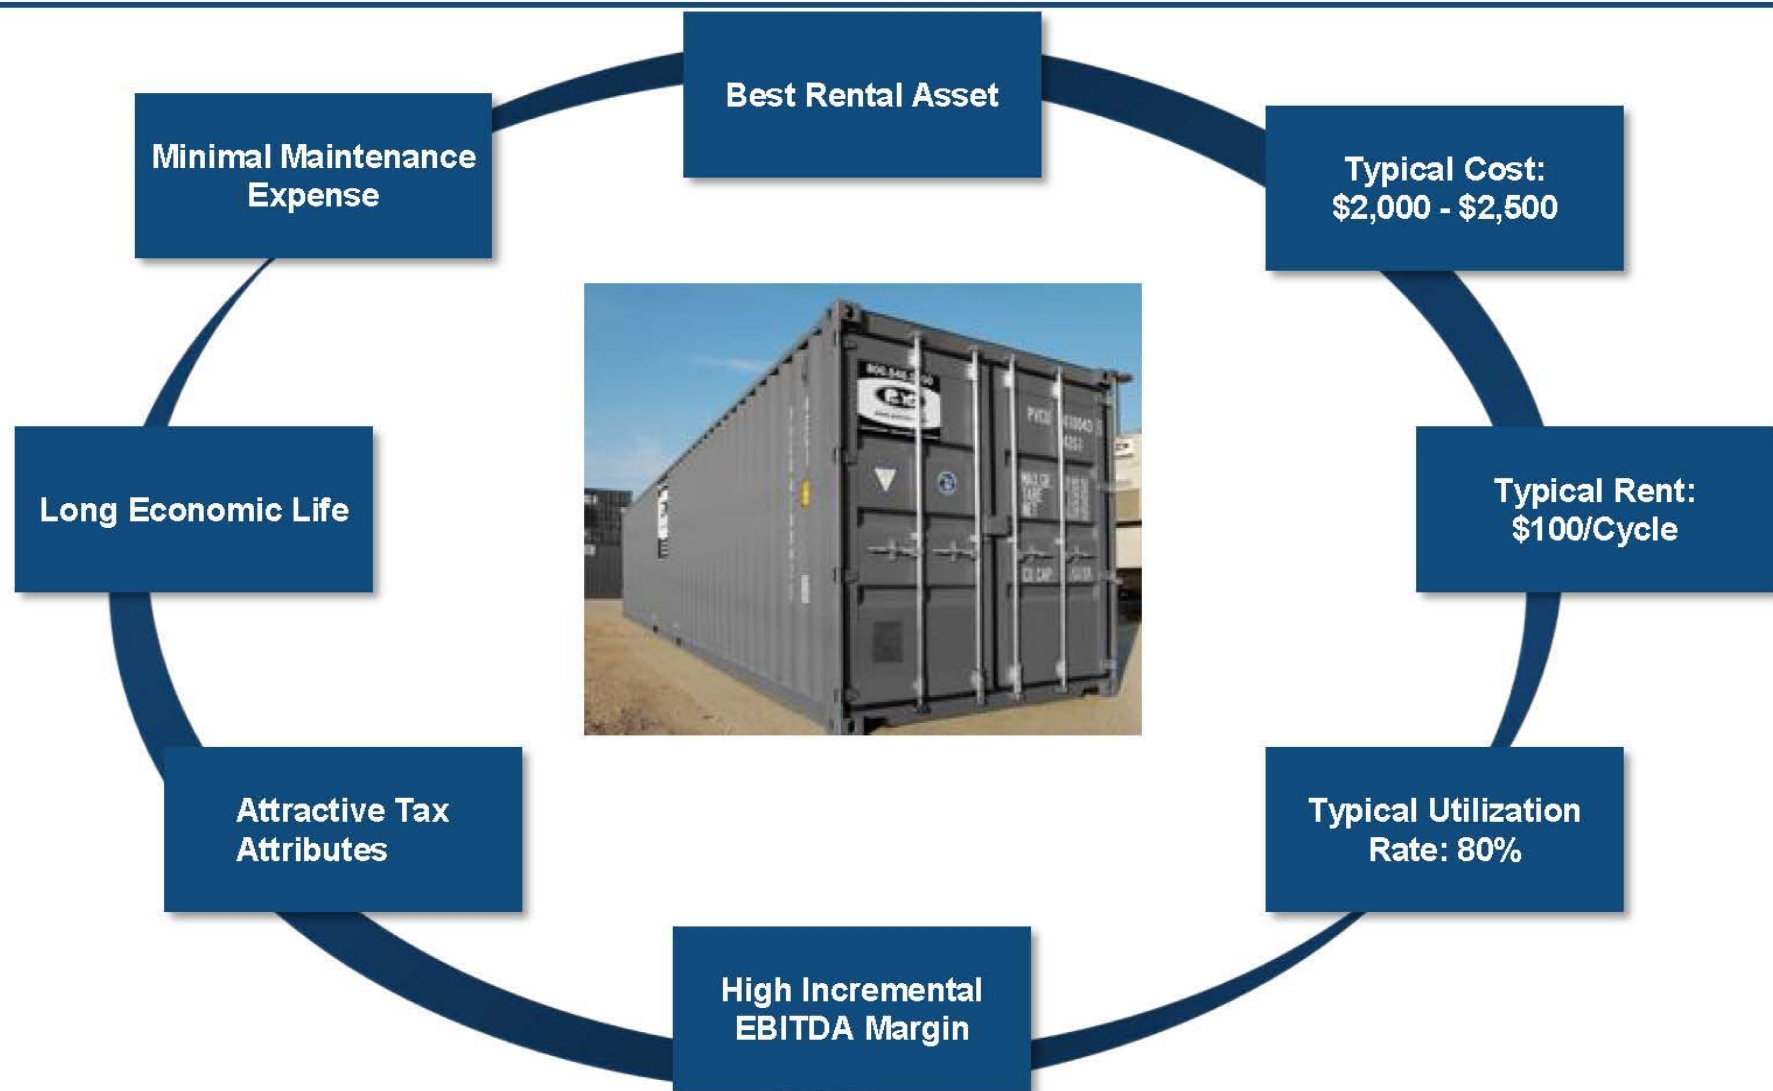 Best Rental Asset
Typical Cost:
$2,000 - $2,500
Typical Rent:
$100/Cycle
Typical Utilization
Rate: 80%
High Incremental
EBITDA Margin
Attractive Tax
Attributes
Long Economic Life
Minimal Maintenance
Expense